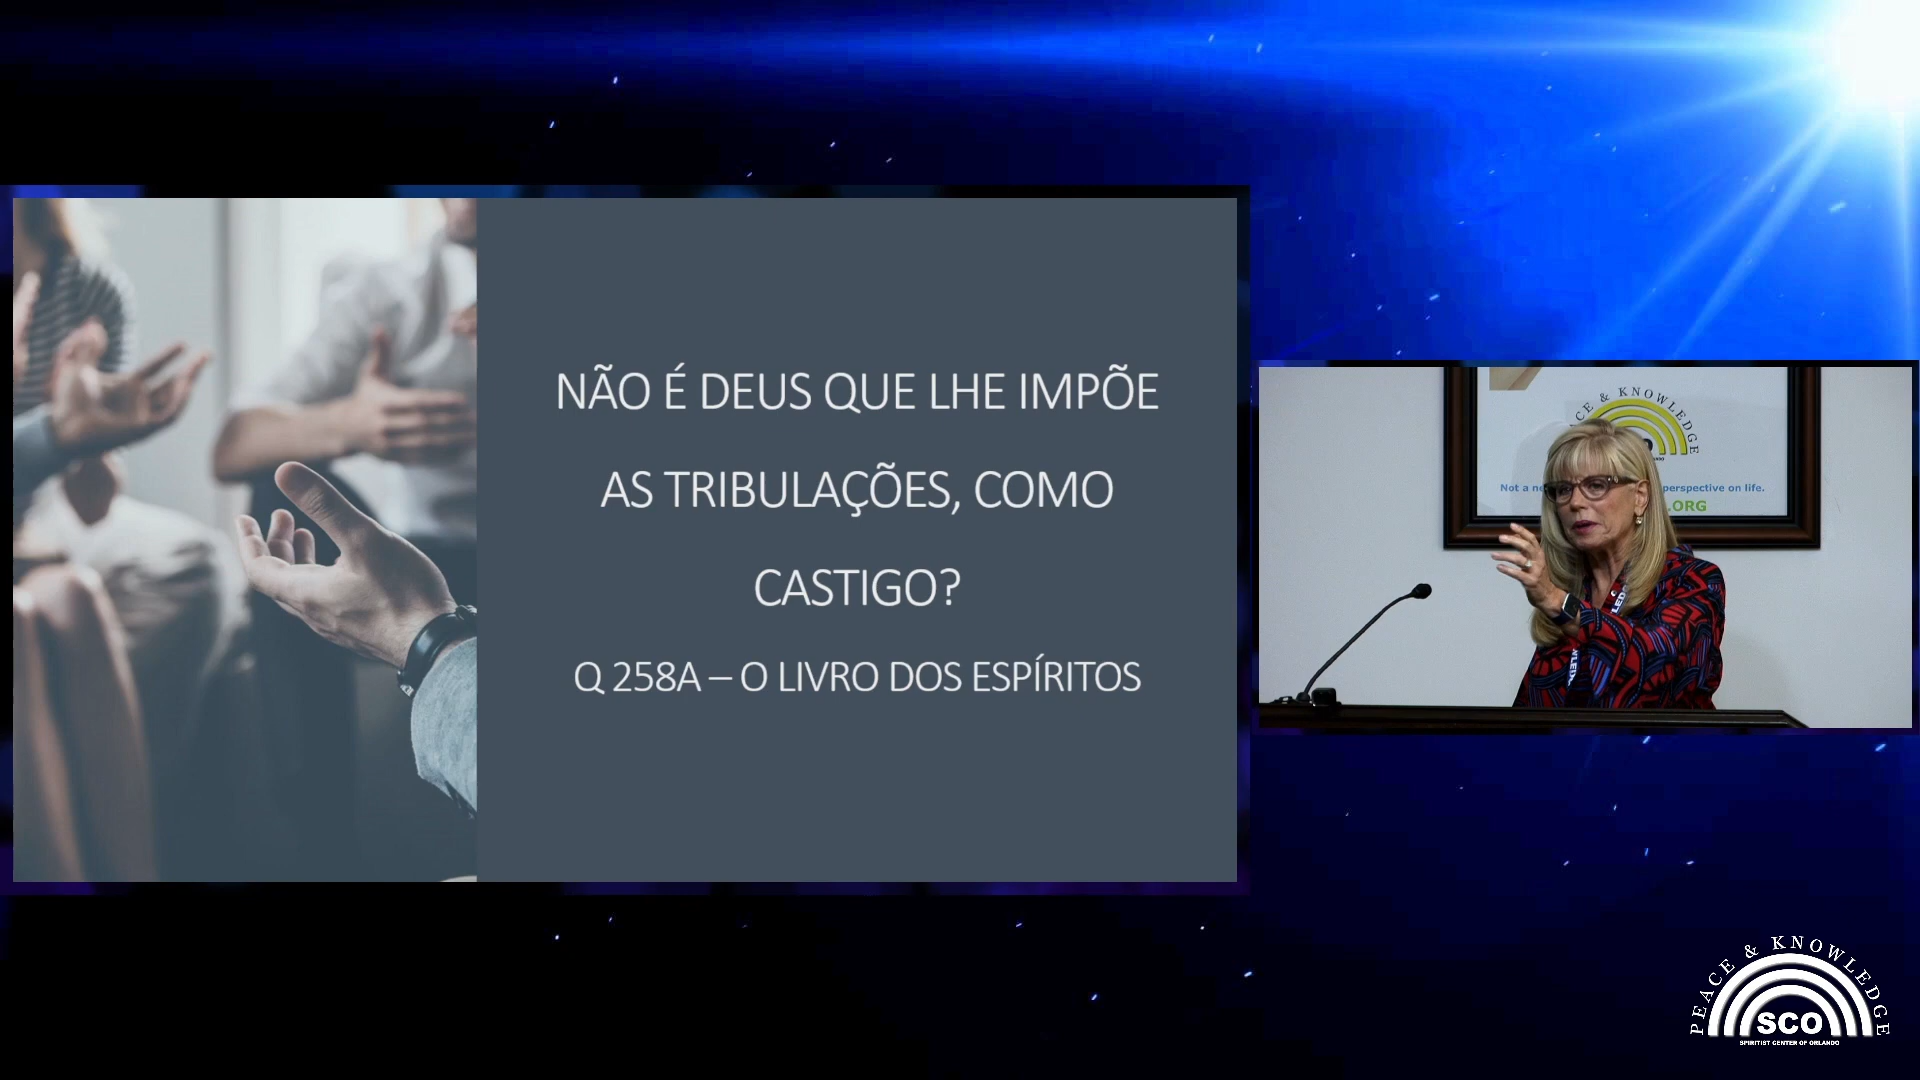 NÃO É DEUS QUE LHE IMPÕE
AS TRIBULAÇÕES, COMO
CASTIGO?
Q 258A – O LIVRO DOS ESPÍRITOS
CE & KNOWLEDGE
Not a n
perspective on life.
.ORG
PEACE & KNOWLEDGE
SCO
SPIRITIST CENTER OF ORLANDO